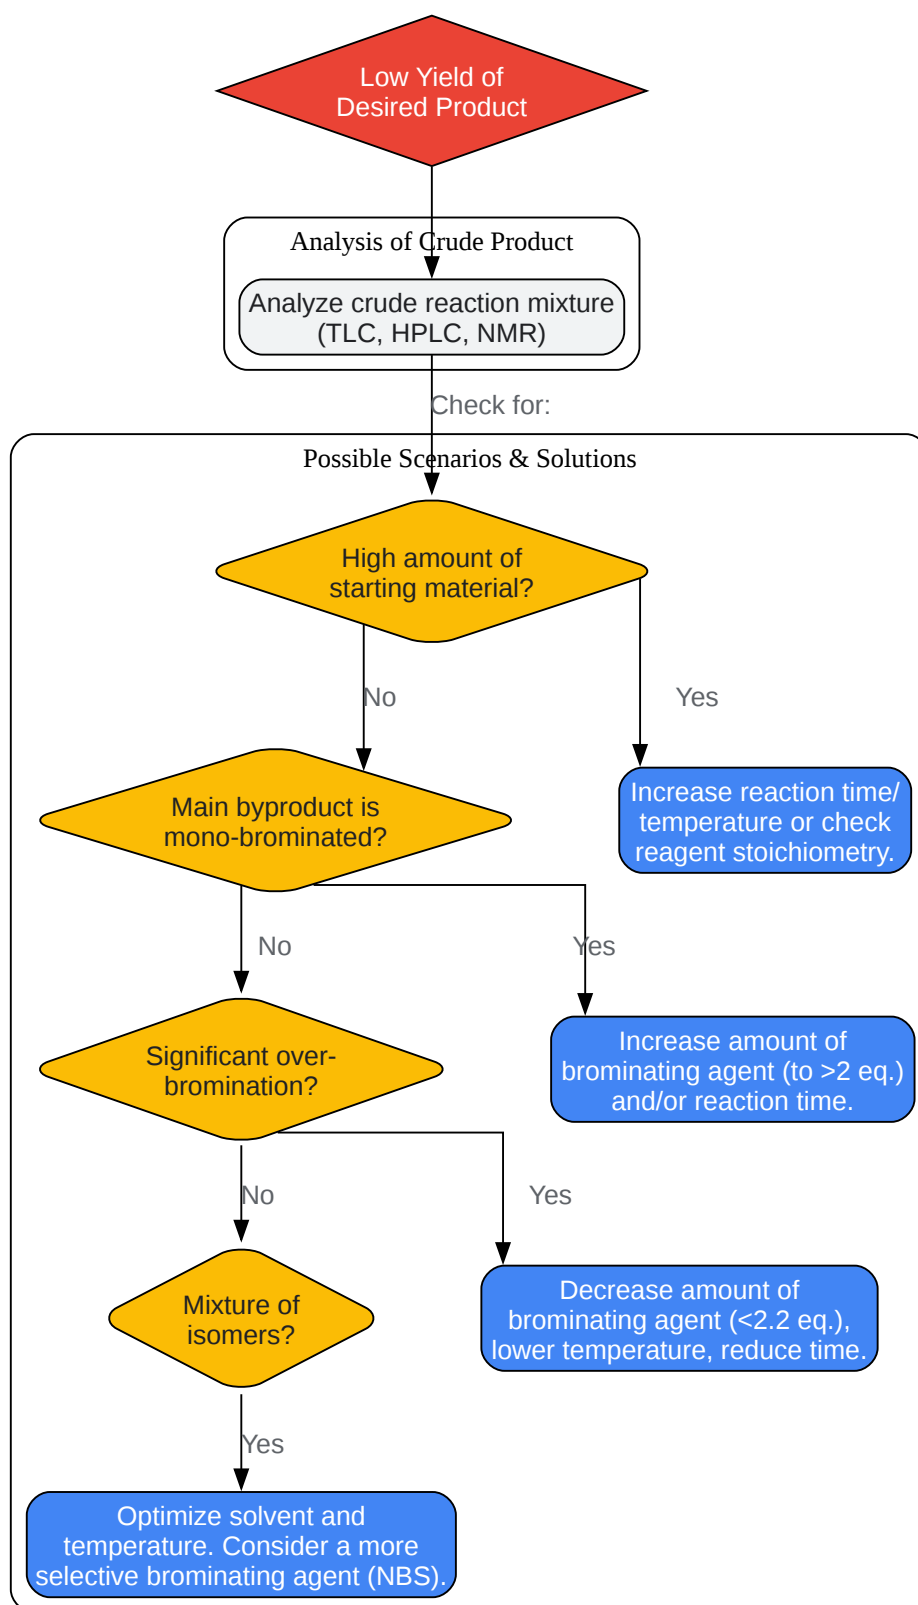 Low Yield of
Desired Product
Analysis of Crude Product
Analyze crude reaction mixture
(TLC, HPLC, NMR)
Check for:
Possible Scenarios & Solutions
High amount of
starting material?
No
Yes
Main byproduct is
mono-brominated?
Increase reaction time/
temperature or check
reagent stoichiometry.
No
Yes
Significant over-
bromination?
Increase amount of
brominating agent (to >2 eq.)
and/or reaction time.
No
Yes
Mixture of
isomers?
Decrease amount of
brominating agent (<2.2 eq.),
lower temperature, reduce time.
Yes
Optimize solvent and
temperature. Consider a more
selective brominating agent (NBS).